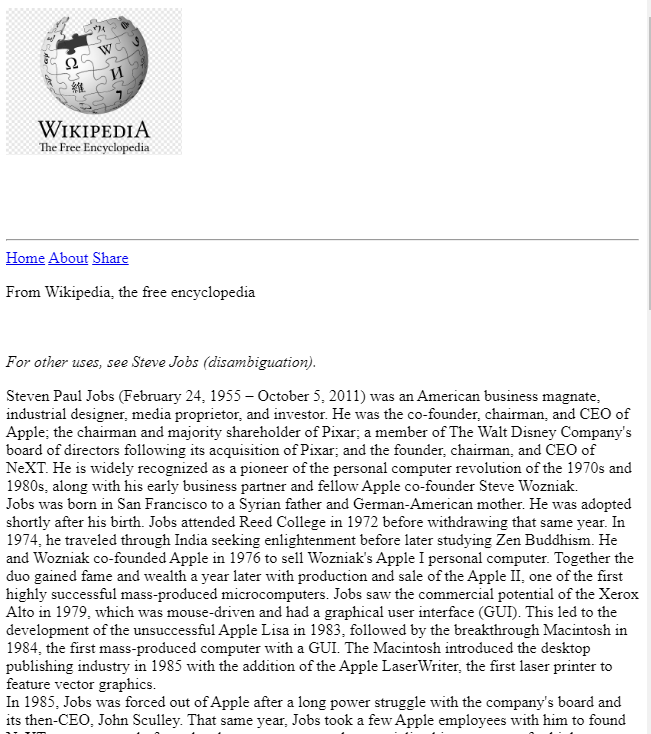 Ω
W
И
維
7
WIKIPEDIA
The Free Encyclopedia
Home About Share
From Wikipedia, the free encyclopedia
For other uses, see Steve Jobs (disambiguation).
Steven Paul Jobs (February 24, 1955 – October 5, 2011) was an American business magnate,
industrial designer, media proprietor, and investor. He was the co-founder, chairman, and CEO of
Apple; the chairman and majority shareholder of Pixar; a member of The Walt Disney Company's
board of directors following its acquisition of Pixar; and the founder, chairman, and CEO of
NeXT. He is widely recognized as a pioneer of the personal computer revolution of the 1970s and
1980s, along with his early business partner and fellow Apple co-founder Steve Wozniak.
Jobs was born in San Francisco to a Syrian father and German-American mother. He was adopted
shortly after his birth. Jobs attended Reed College in 1972 before withdrawing that same year. In
1974, he traveled through India seeking enlightenment before later studying Zen Buddhism. He
and Wozniak co-founded Apple in 1976 to sell Wozniak's Apple I personal computer. Together the
duo gained fame and wealth a year later with production and sale of the Apple II, one of the first
highly successful mass-produced microcomputers. Jobs saw the commercial potential of the Xerox
Alto in 1979, which was mouse-driven and had a graphical user interface (GUI). This led to the
development of the unsuccessful Apple Lisa in 1983, followed by the breakthrough Macintosh in
1984, the first mass-produced computer with a GUI. The Macintosh introduced the desktop
publishing industry in 1985 with the addition of the Apple LaserWriter, the first laser printer to
feature vector graphics.
In 1985, Jobs was forced out of Apple after a long power struggle with the company's board and
its then-CEO, John Sculley. That same year, Jobs took a few Apple employees with him to found